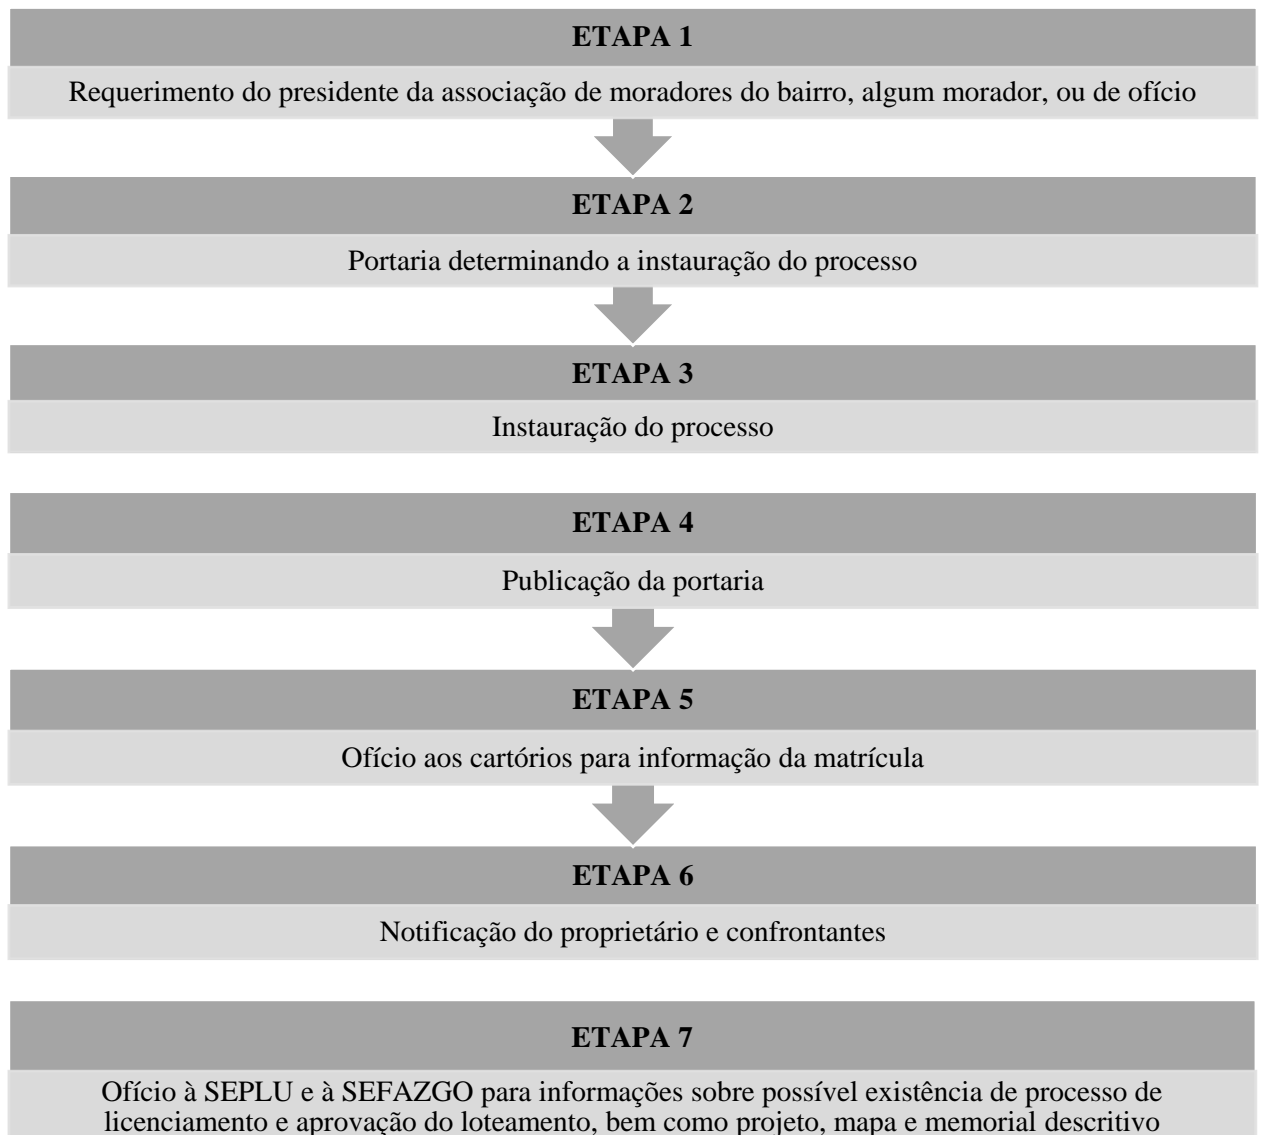 ETAPA 1
Requerimento do presidente da associação de moradores do bairro, algum morador, ou de ofício
ETAPA 2
Portaria determinando a instauração do processo
ETAPA 3
Instauração do processo
ETAPA 4
Publicação da portaria
ETAPA 5
Ofício aos cartórios para informação da matrícula
ETAPA 6
Notificação do proprietário e confrontantes
ETAPA 7
Ofício à SEPLU e à SEFAZGO para informações sobre possível existência de processo de
licenciamento e aprovação do loteamento, bem como projeto, mapa e memorial descritivo